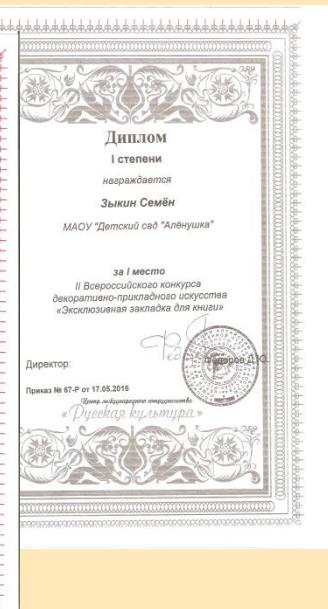 Диплом
I степени
награждается
Зыкин Семён
МАОУ "Детский сад "Алёнушка"
за I место
II Всероссийского конкурса
декоративно-прикладного искусства
«Эксклюзивная закладка для книги»
Директор:
Федоров Д.Ю.
Приказ № 67-Р от 17.05.2016
Центр международного сотрудничества
«Русская культура»